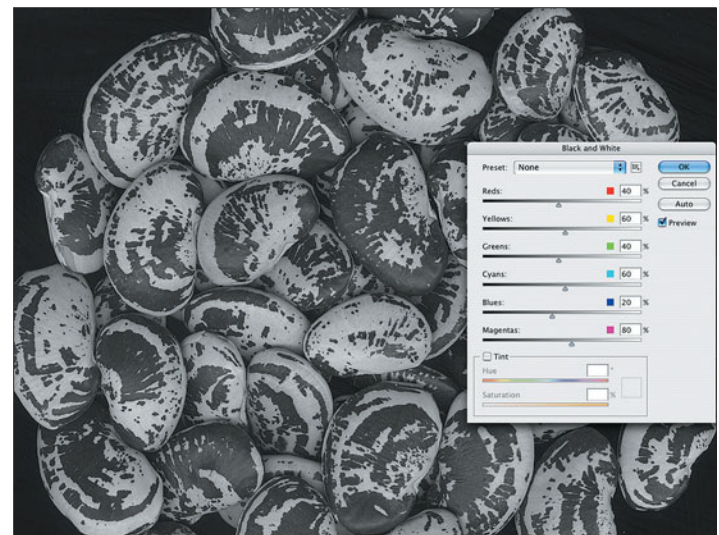 Black and White
Preset: None
OK
Reds: 40 %
Cancel
Yellows: 60 %
Auto
Greens: 40 %
Preview
Cyans: 60 %
Blues: 20 %
Magentas: 80 %
Tint
Hue °
Saturation %